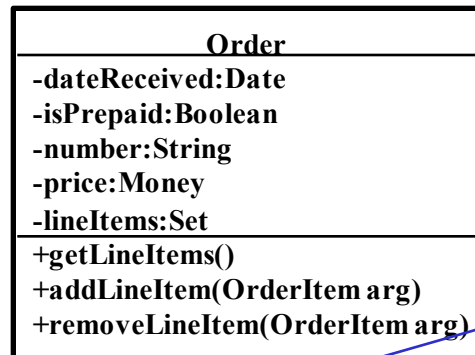 Order
-dateReceived:Date
-isPrepaid:Boolean
-number:String
-price:Money
-lineItems:Set
+getLineItems()
+addLineItem(OrderItem arg)
+removeLineItem(OrderItem arg)